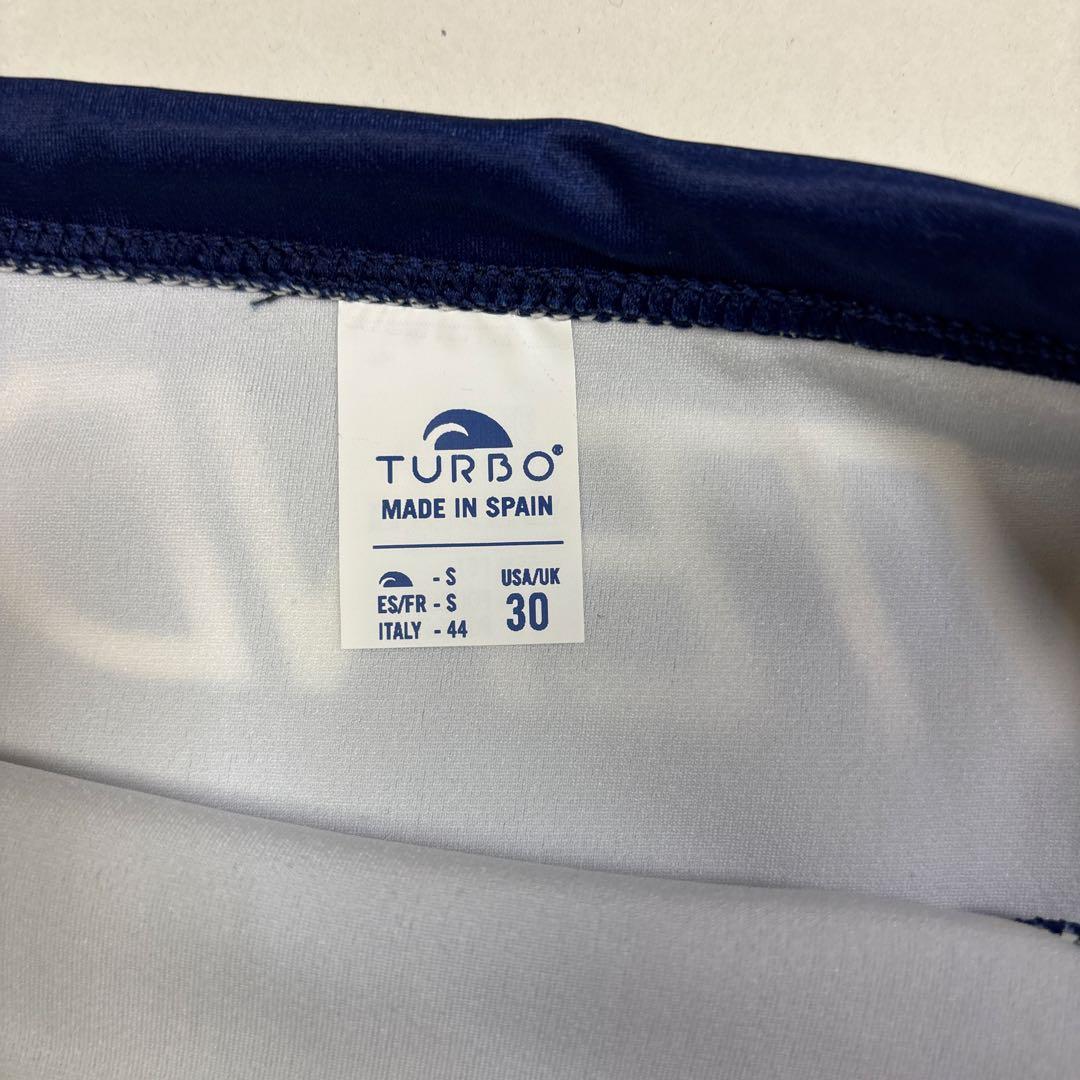 TURBO®
MADE IN SPAIN
- S
ES/FR - S
ITALY - 44
USA/UK
30